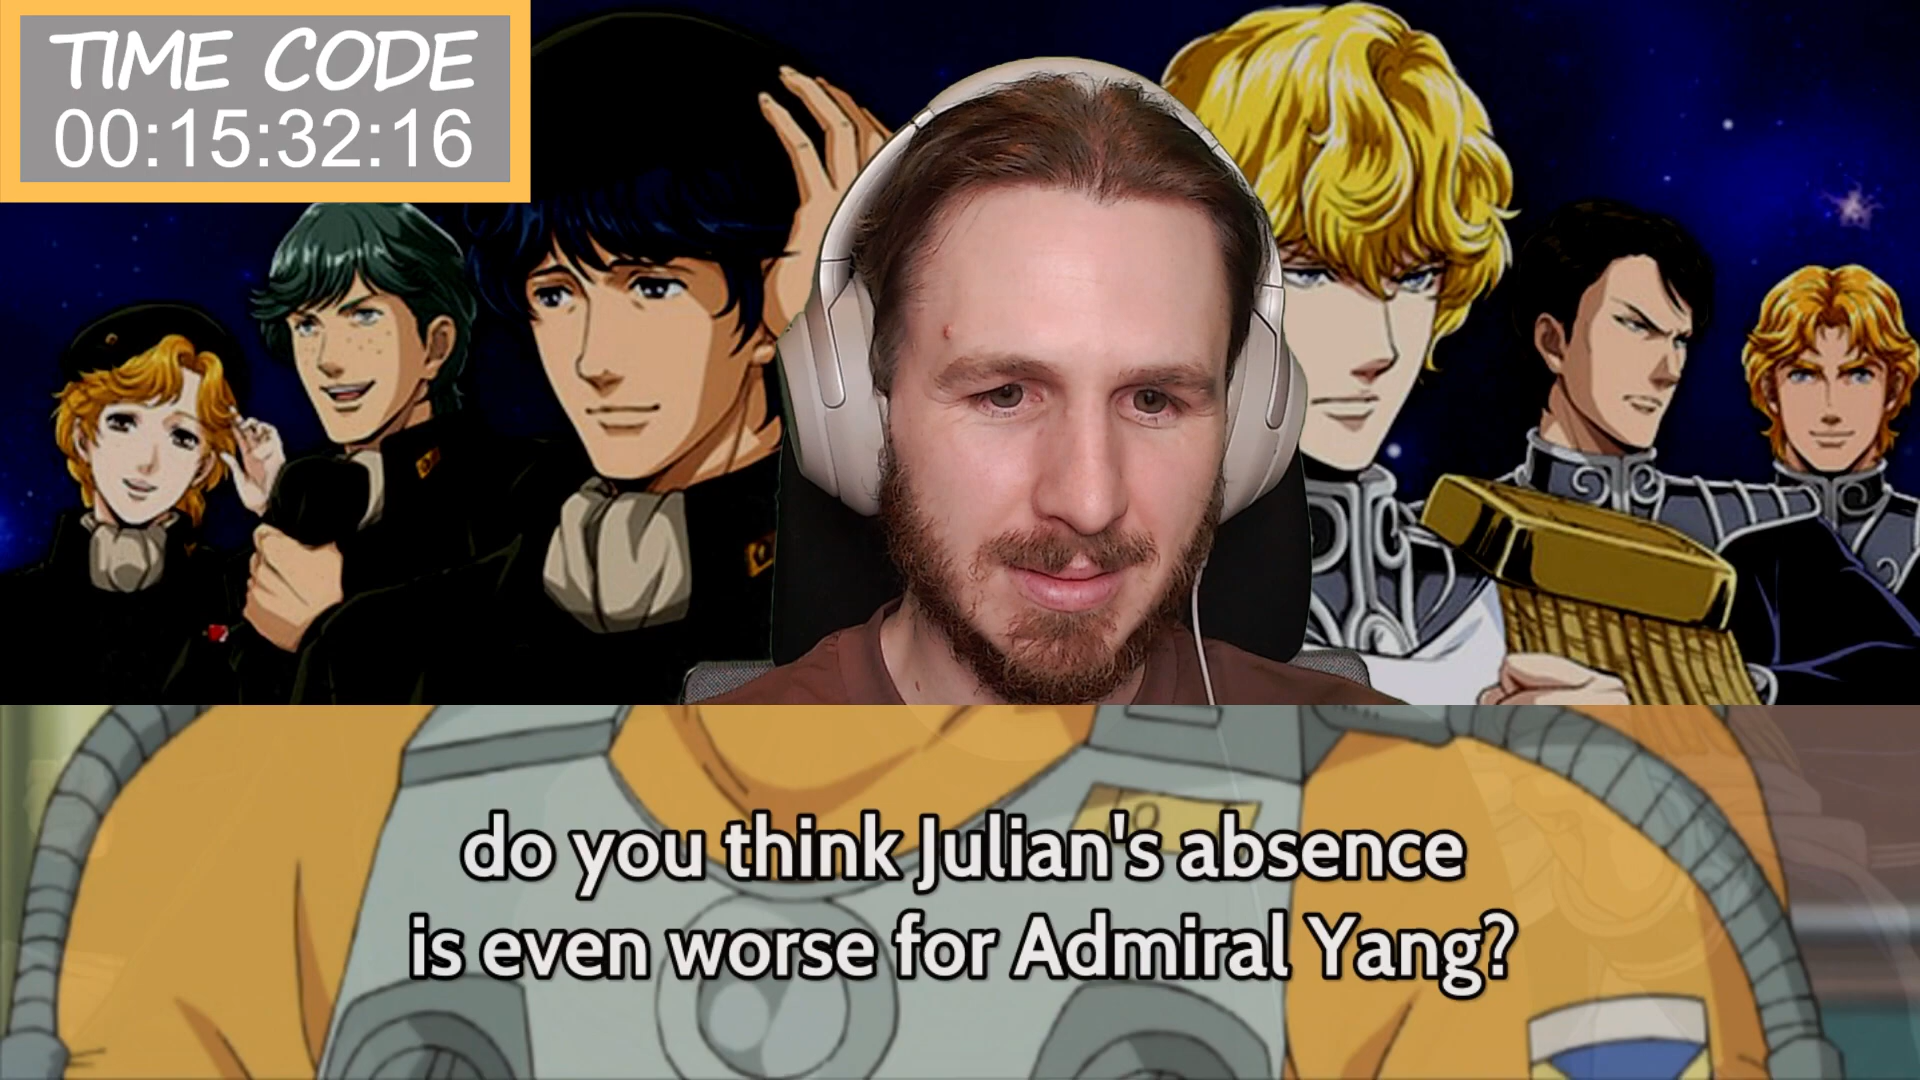 TIME CODE
00:15:32:16
do you think Julian's absence
is even worse for Admiral Yang?